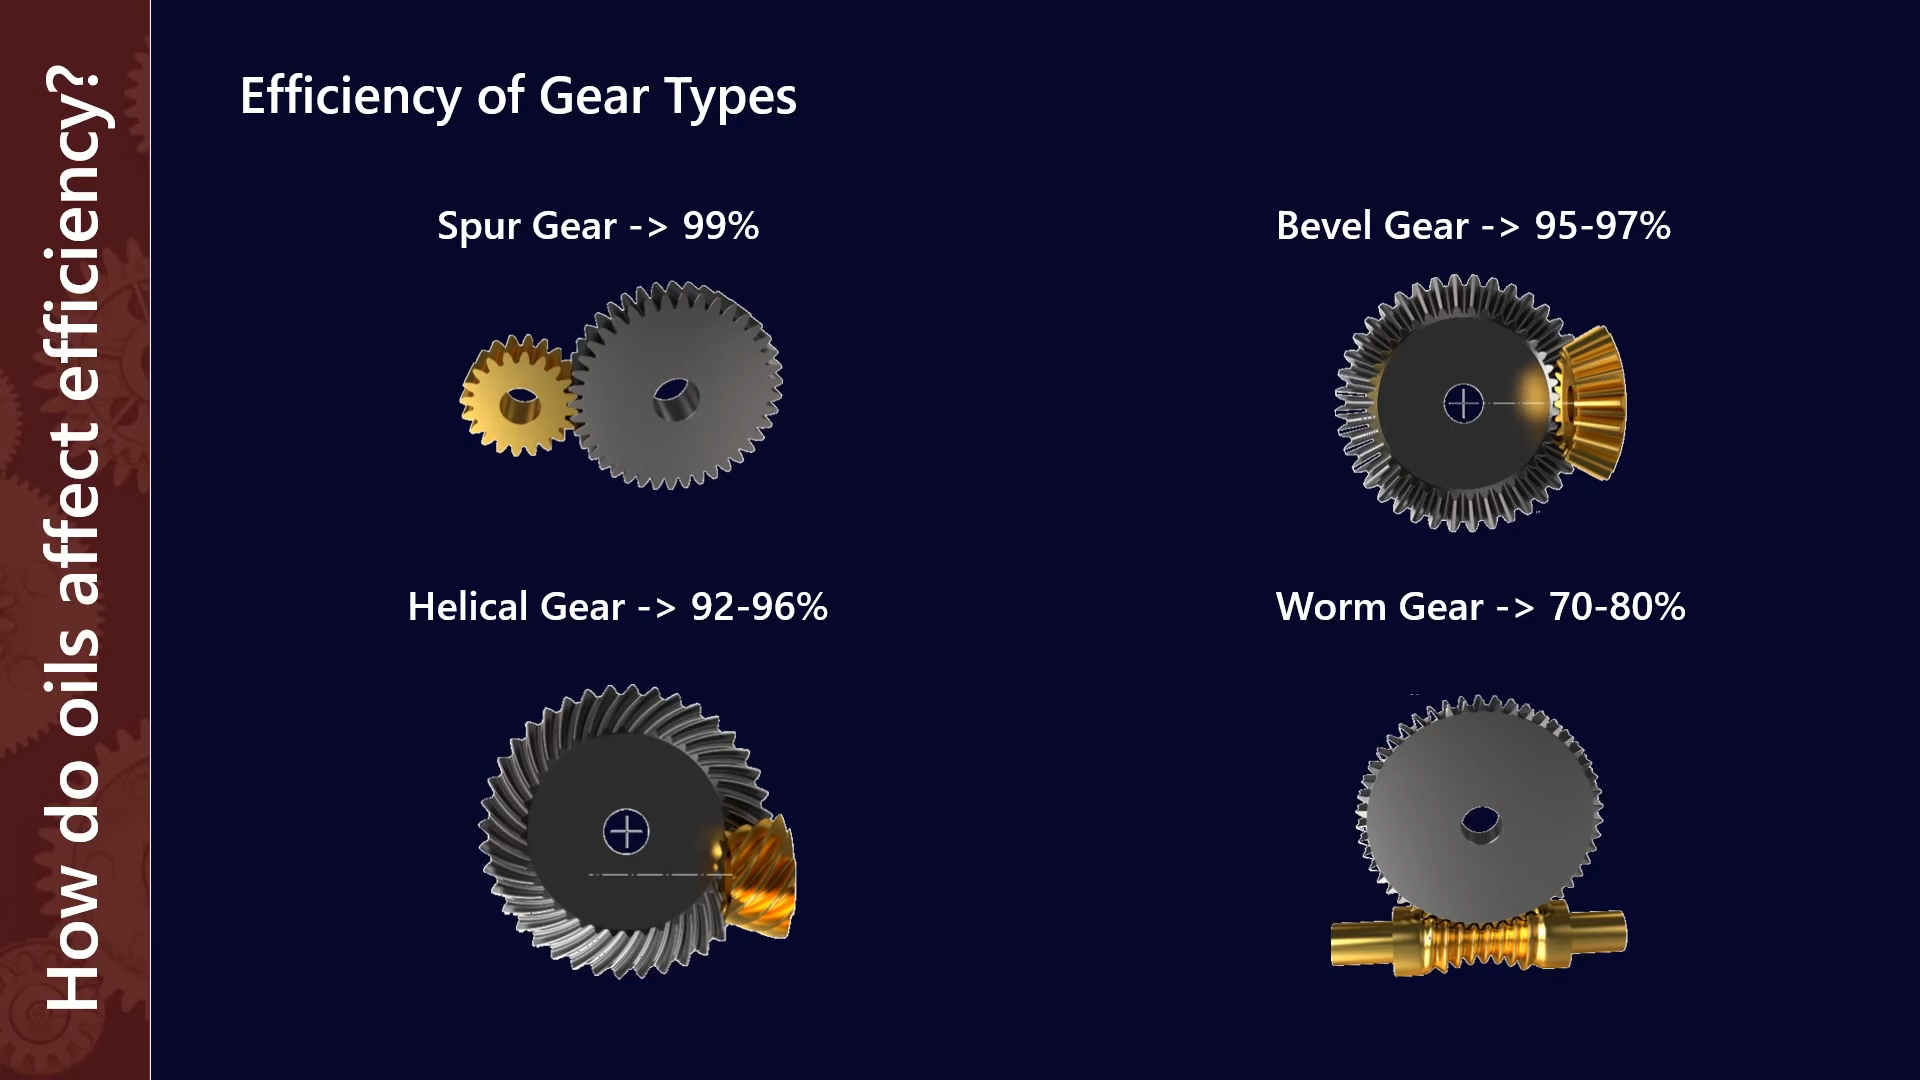 How do oils affect efficiency?
Efficiency of Gear Types
Spur Gear -> 99%
Bevel Gear -> 95-97%
Helical Gear -> 92-96%
Worm Gear -> 70-80%